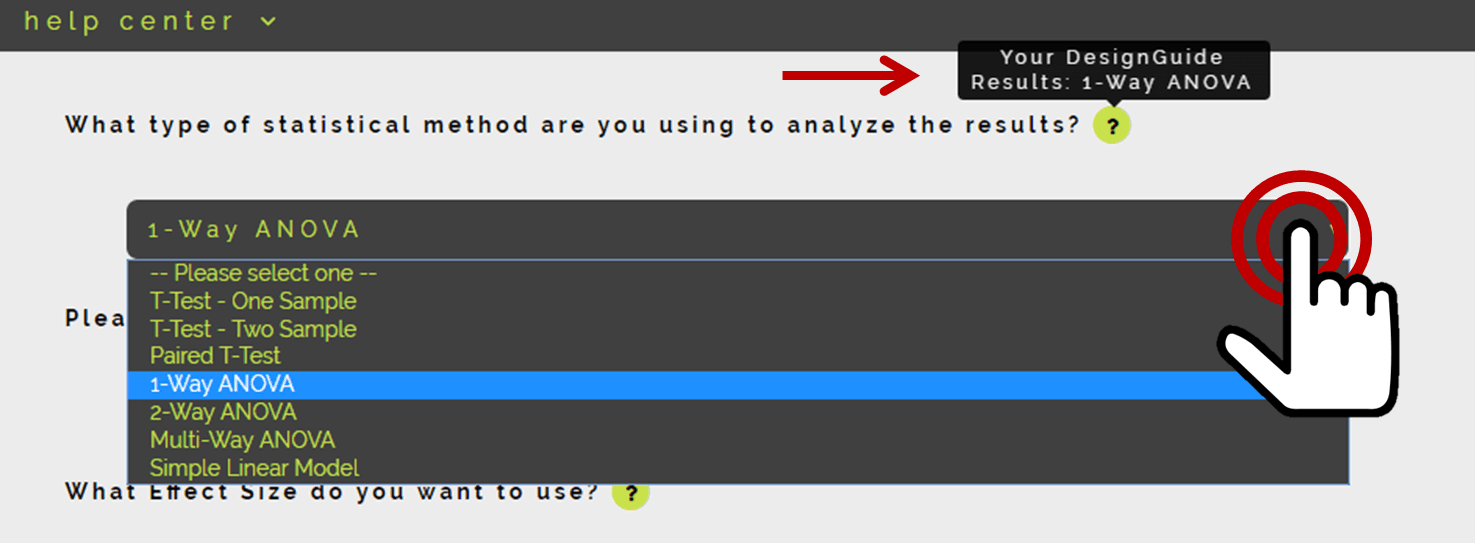 help center
Your DesignGuide
Results: 1-Way ANOVA
What type of statistical method are you using to analyze the results? ?
1-Way ANOVA
-- Please select one --
T-Test - One Sample
T-Test - Two Sample
Plea
Paired T-Test
1-Way ANOVA
2-Way ANOVA
Multi-Way ANOVA
Simple Linear Model
What Effect Size do you want to use? ?